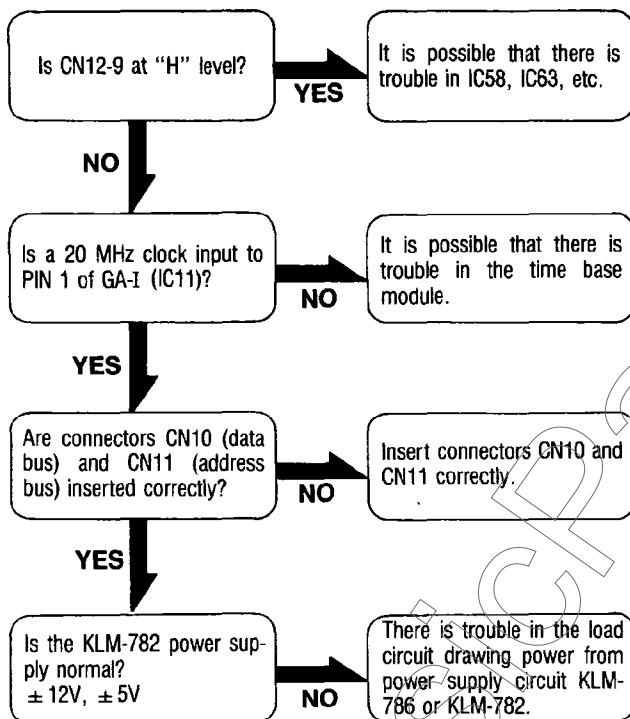 Is CN12-9 at “H” level?
YES
It is possible that there is
trouble in IC58, IC63, etc.
NO
Is a 20 MHz clock input to
PIN 1 of GA-I (IC11)?
NO
It is possible that there is
trouble in the time base
module.
YES
Are connectors CN10 (data
bus) and CN11 (address
bus) inserted correctly?
NO
Insert connectors CN10 and
CN11 correctly.
YES
Is the KLM-782 power sup-
ply normal?
± 12V, ± 5V
NO
There is trouble in the load
circuit drawing power from
power supply circuit KLM-
786 or KLM-782.